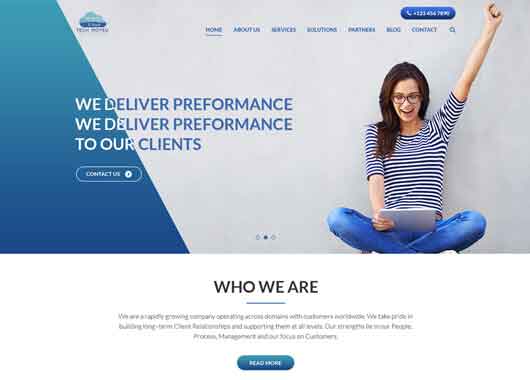 +123 456 7890
TECH MOYEU
HOME ABOUT US SERVICES SOLUTIONS PARTNERS BLOG CONTACT
WE DELIVER PREFORMANCE
WE DELIVER PREFORMANCE
TO OUR CLIENTS
CONTACT US
WHO WE ARE
We are a rapidly growing company operating across domains with customers worldwide. We take pride in
building long-term Client Relationships and supporting them at all levels. Our strengths lie in our People,
Process, Management and our focus on Customers.
READ MORE